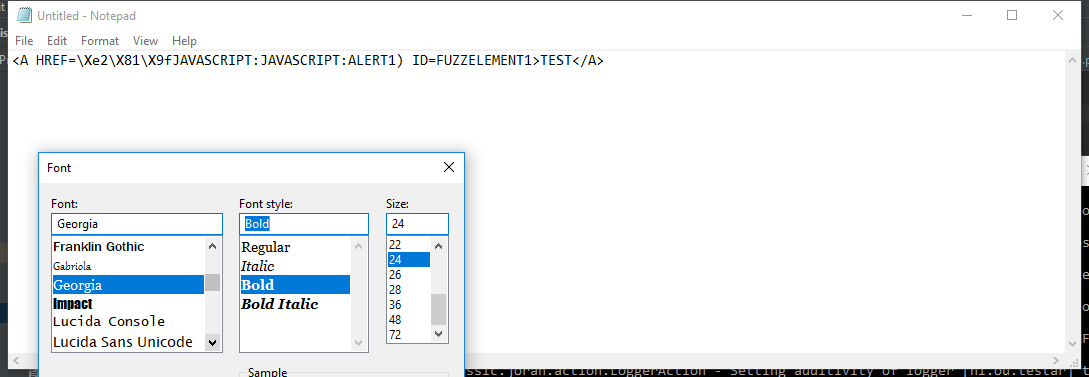 Untitled - Notepad
File Edit Format View Help
<A HREF=\Xe2\X81\X9fJAVASCRIPT:JAVASCRIPT:ALERT1) ID=FUZZELEMENT1>TEST</A>
Font
Font: Font style: Size:
Georgia Bold 24
Franklin Gothic
Gabriola
Georgia
Impact
Lucida Console
Lucida Sans Unicode
Regular
Italic
Bold
Bold Italic
22
24
26
28
36
48
72
Sample
ssic.joran.action.LoggerAction - Setting additivity of logger [nl.ou.testar]